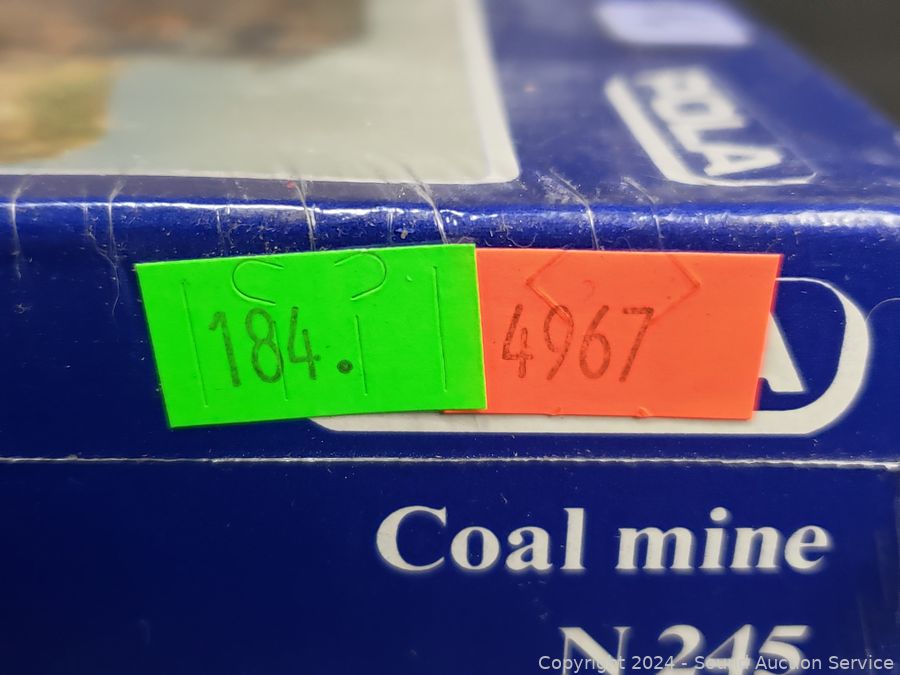 POLA
184. 4967
A
Coal mine
N 245
Copyright 2024 - Sound Auction Service